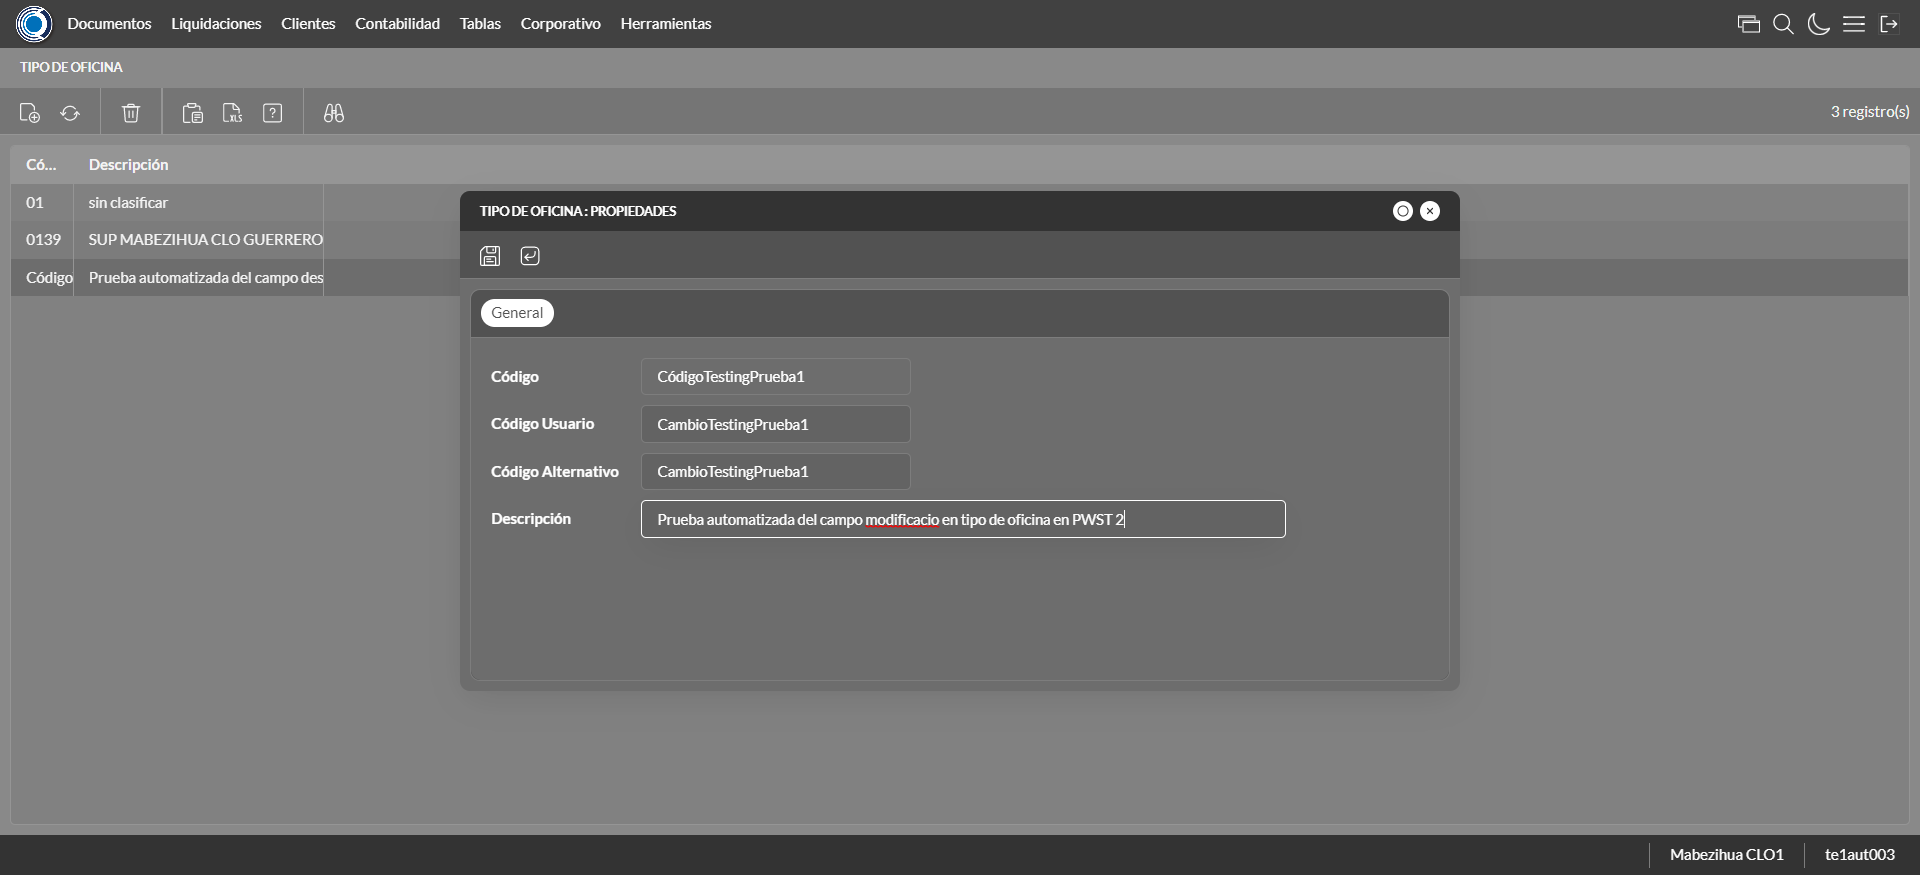 Documentos Liquidaciones Clientes Contabilidad Tablas Corporativo Herramientas
TIPO DE OFICINA
XLS ? 3 registro(s)
Có... Descripción
01 sin clasificar
0139 SUP MABEZIHUA CLO GUERRERO
Código Prueba automatizada del campo des
TIPO DE OFICINA : PROPIEDADES
General
Código CódigoTestingPrueba1
Código Usuario CambioTestingPrueba1
Código Alternativo CambioTestingPrueba1
Descripción Prueba automatizada del campo modificacio en tipo de oficina en PWST 2
Mabezihua CLO1 te1aut003